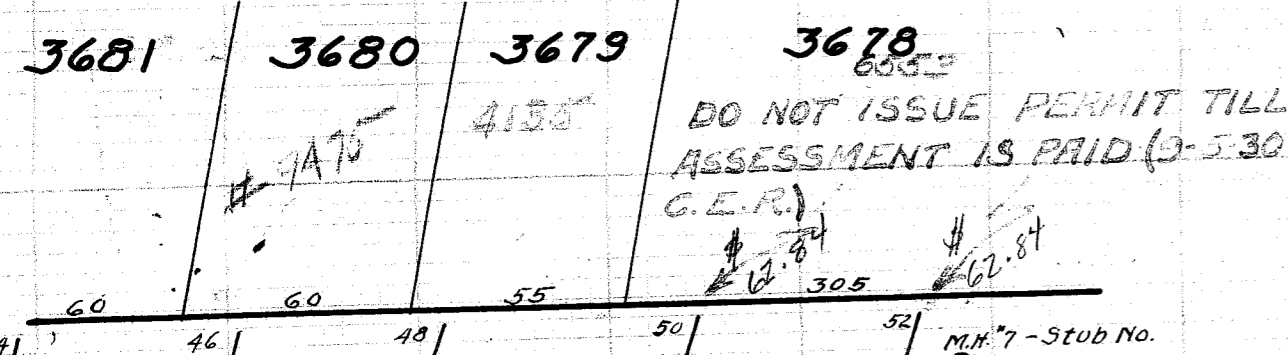 3681 3680 3679 3678
DO NOT ISSUE PERMIT TILL
ASSESSMENT IS PAID (9-5-30
C.E.R.)
$ 62.84 $ 62.84
60 60 55 305
46 48 50 52 M.H.#7-Stub No.